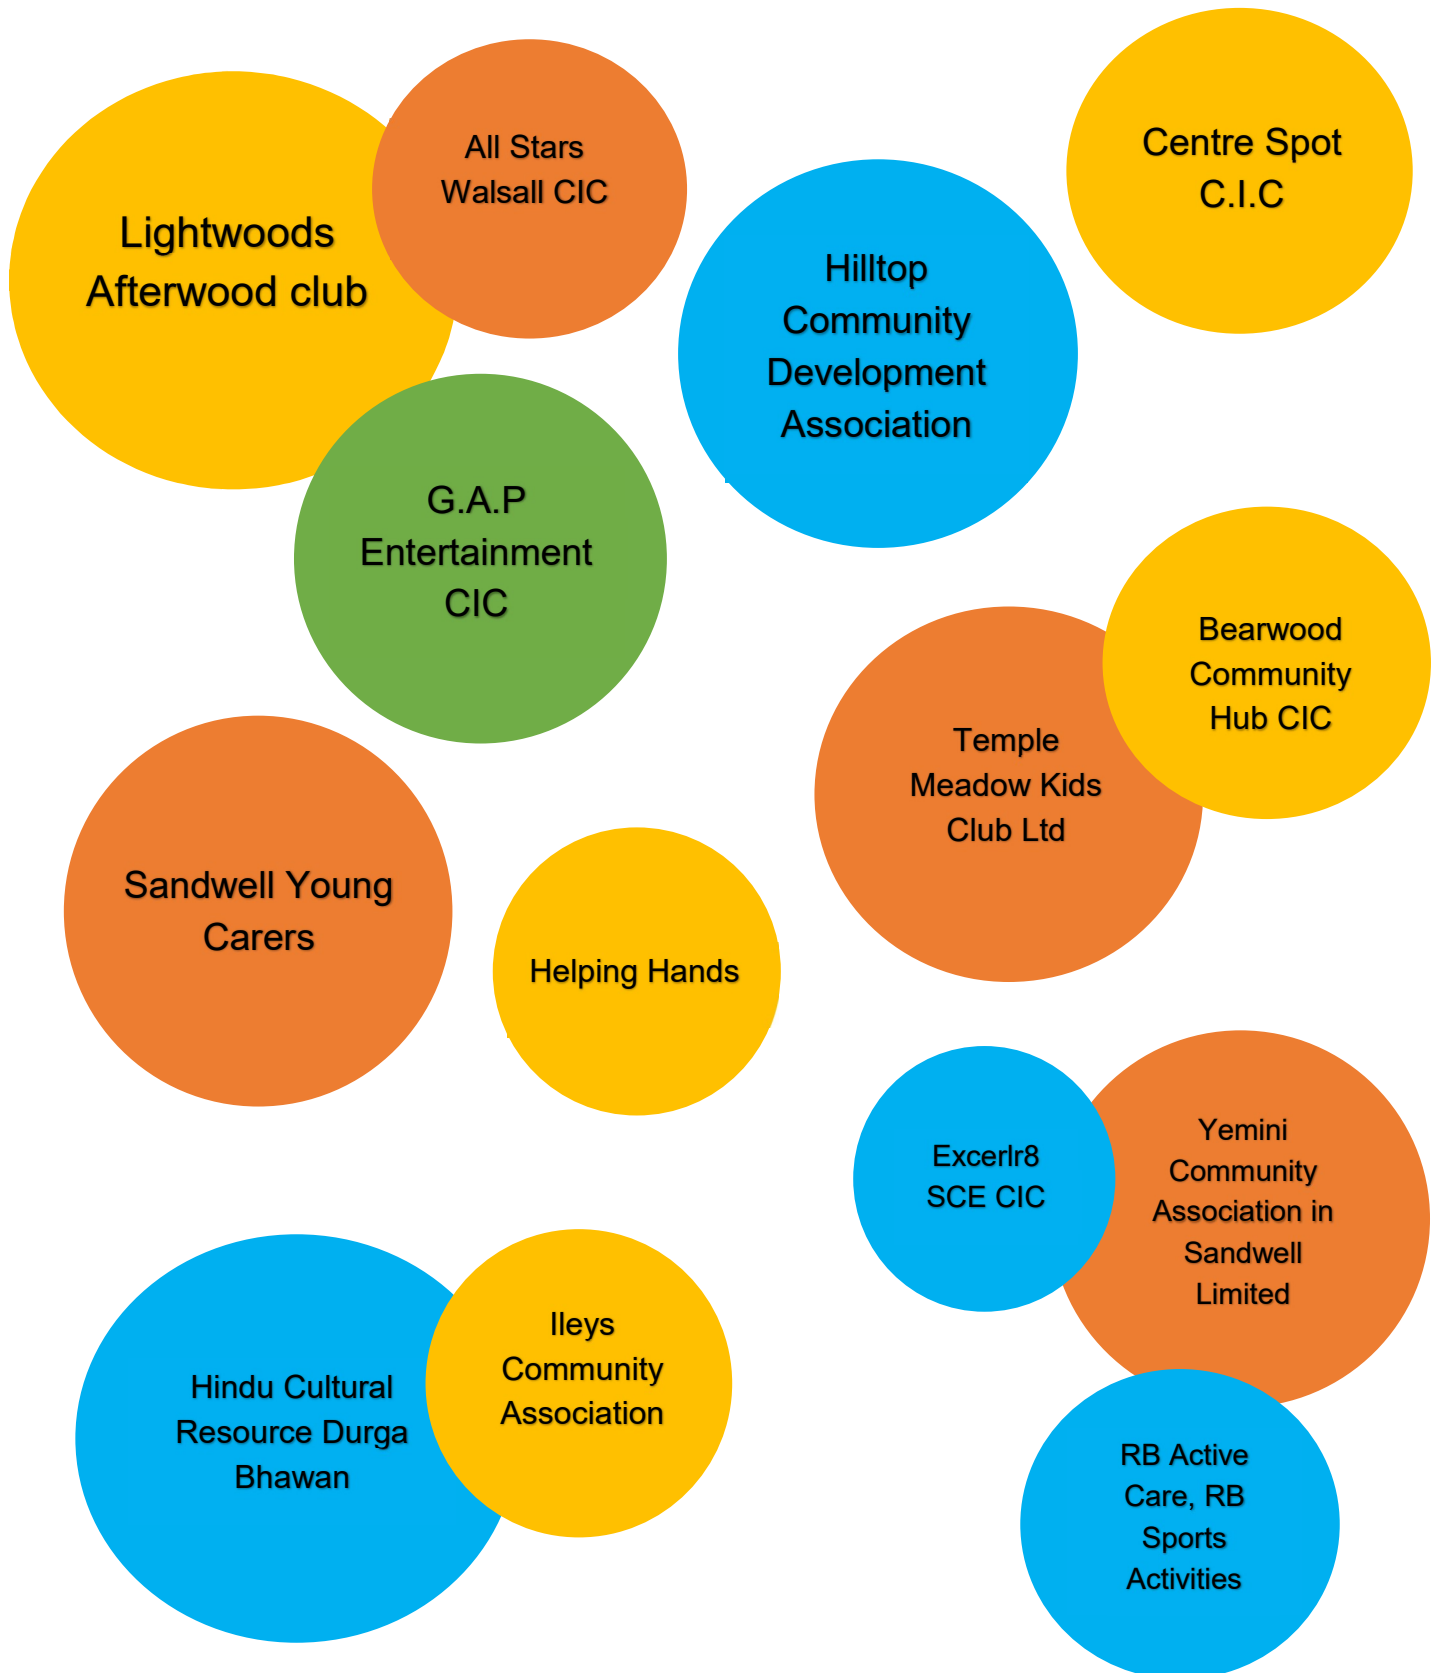 Lightwoods
Afterwood club
All Stars
Walsall CIC
Hilltop
Community
Development
Association
Centre Spot
C.I.C
G.A.P
Entertainment
CIC
Bearwood
Community
Hub CIC
Temple
Meadow Kids
Club Ltd
Sandwell Young
Carers
Helping Hands
Excerlr8
SCE CIC
Yemini
Community
Association in
Sandwell
Limited
Hindu Cultural
Resource Durga
Bhawan
Ileys
Community
Association
RB Active
Care, RB
Sports
Activities